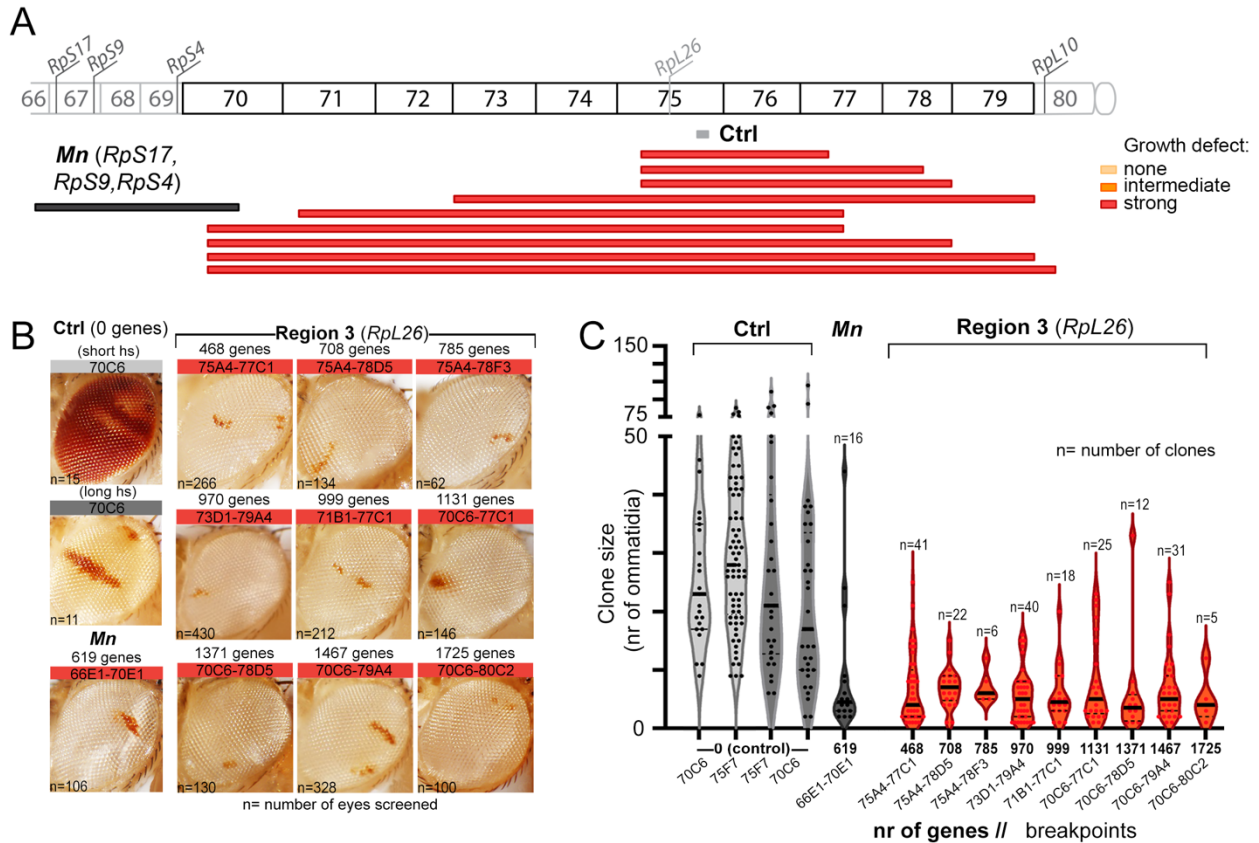 A
RpS17
RpS9
RpS4
RpL26
RpL10
66 67 68 69 70 71 72 73 74 75 76 77 78 79 80
Ctrl
Mn (RpS17,
RpS9,RpS4)
Growth defect:
none
intermediate
strong
B
Ctrl (0 genes)
Region 3 (RpL26)
(short hs)
468 genes
708 genes
785 genes
70C6
75A4-77C1
75A4-78D5
75A4-78F3
n=15
n=266
n=134
n=62
(long hs)
970 genes
999 genes
1131 genes
70C6
73D1-79A4
71B1-77C1
70C6-77C1
n=11
n=430
n=212
n=146
Mn
619 genes
1371 genes
1467 genes
1725 genes
66E1-70E1
70C6-78D5
70C6-79A4
70C6-80C2
n=106
n=130
n=328
n=100
n= number of eyes screened
C
Ctrl
Mn
Region 3 (RpL26)
150
75
50
0
Clone size
(nr of ommatidia)
n= number of clones
n=16
n=41
n=22
n=6
n=40
n=18
n=25
n=12
n=31
n=5
0 (control)
619
468
708
785
970
999
1131
1371
1467
1725
70C6
75F7
75F7
70C6
66E1-70E1
75A4-77C1
75A4-78D5
75A4-78F3
73D1-79A4
71B1-77C1
70C6-77C1
70C6-78D5
70C6-79A4
70C6-80C2
nr of genes // breakpoints